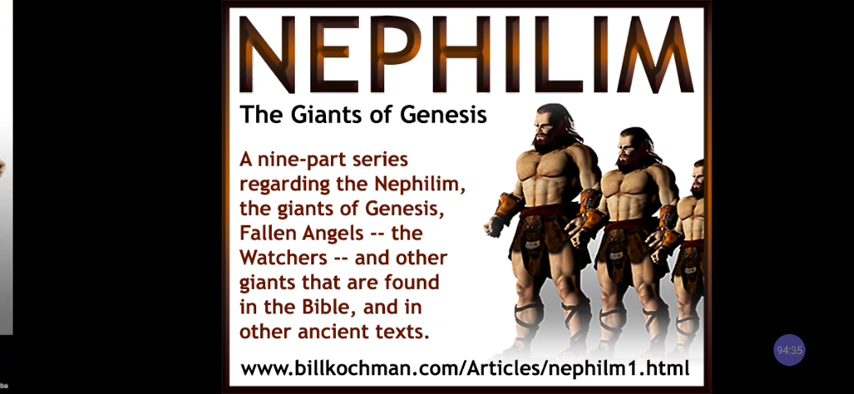 NEPHILIM
The Giants of Genesis
A nine-part series
regarding the Nephilim,
the giants of Genesis,
Fallen Angels -- the
Watchers -- and other
giants that are found
in the Bible, and in
other ancient texts.
www.billkochman.com/Articles/nephilm1.html
94:35
ba